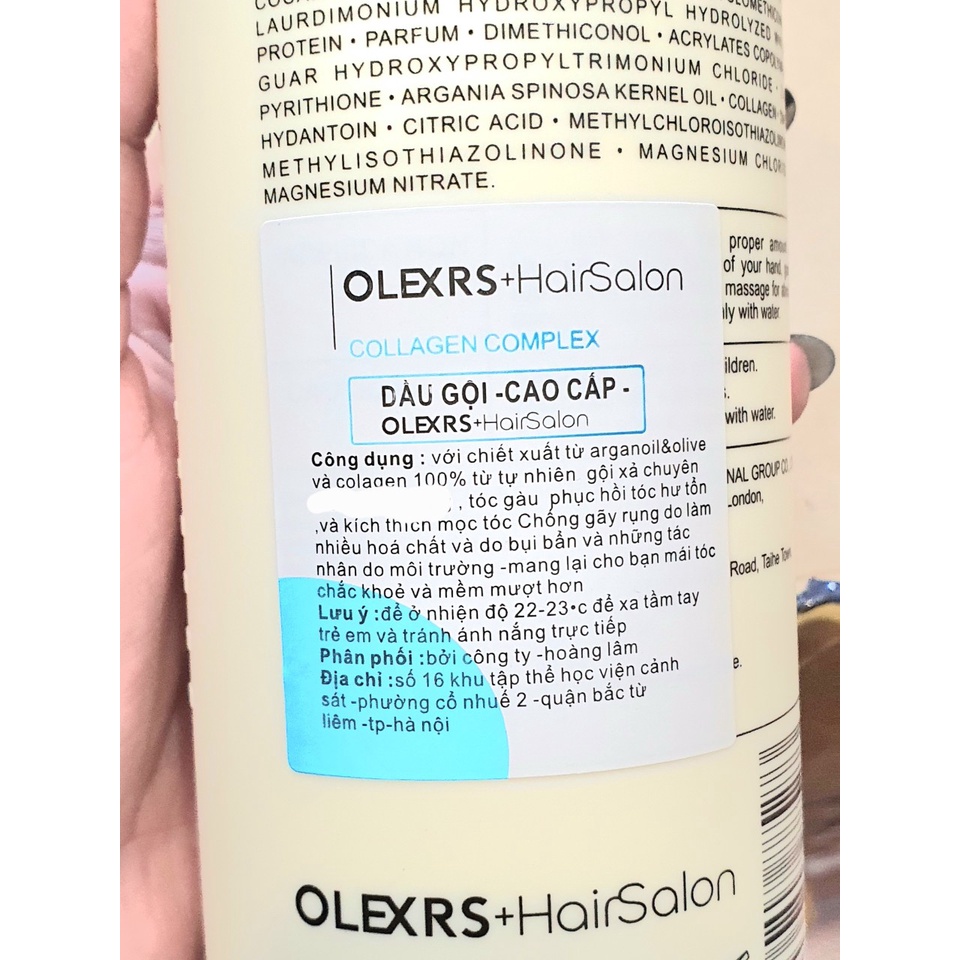 LAURDIMONIUM HYDROXYPROPYL HYDROLYZED
PROTEIN • PARFUM • DIMETHICONOL • ACRYLATES
GUAR HYDROXYPROPYLTRIMONIUM CHLORIDE •
PYRITHIONE • ARGANIA SPINOSA KERNEL OIL • COLLAGEN •
HYDANTOIN • CITRIC ACID •
METHYLISOTHIAZOLINONE • MAGNESIUM
MAGNESIUM NITRATE.
proper
of your hand,
massage for
with water
with water.
London,
Road, Taihe
OLEXRS+HairSalon
COLLAGEN COMPLEX
DẦU GỘI -CAO CẤP -
OLEXRS+HairSalon
Công dụng : với chiết xuất từ arganoil&olive
và colagen 100% từ tự nhiên gội xả chuyên
, tóc gàu phục hồi tóc hư tổn
,và kích thích mọc tóc Chống gãy rụng do làm
nhiều hoá chất và do bụi bẩn và những tác
nhân do môi trường -mang lại cho bạn mái tóc
chắc khoẻ và mềm mượt hơn
Lưu ý :để ở nhiện độ 22-23•c để xa tầm tay
trẻ em và tránh ánh nắng trực tiếp
Phân phối :bởi công ty -hoàng lâm
Địa chỉ :số 16 khu tập thể học viện cảnh
sát -phường cổ nhuế 2 -quận bắc từ
liêm -tp-hà nội
OLEXRS+HairSalon